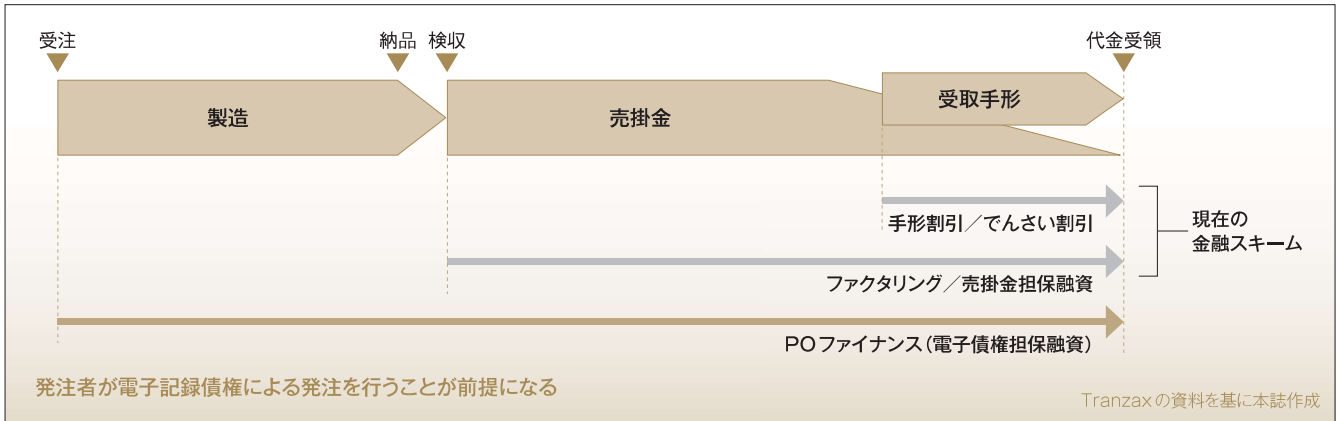 受注
納品
検収
代金受領
製造
売掛金
受取手形
手形割引／でんさい割引
現在の
金融スキーム
ファクタリング／売掛金担保融資
POファイナンス（電子債権担保融資）
発注者が電子記録債権による発注を行うことが前提になる
Tranzaxの資料を基に本誌作成